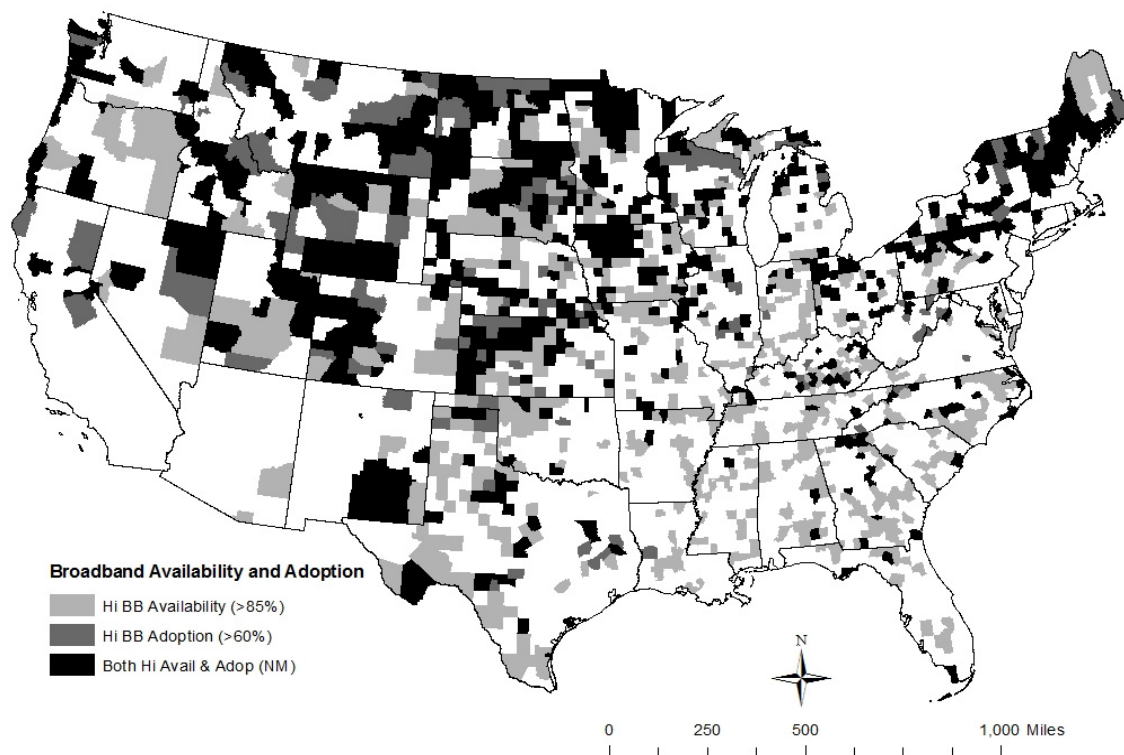 Broadband Availability and Adoption
Hi BB Availability (>85%)
Hi BB Adoption (>60%)
Both Hi Avail & Adop (NM)
N
0 250 500 1,000 Miles